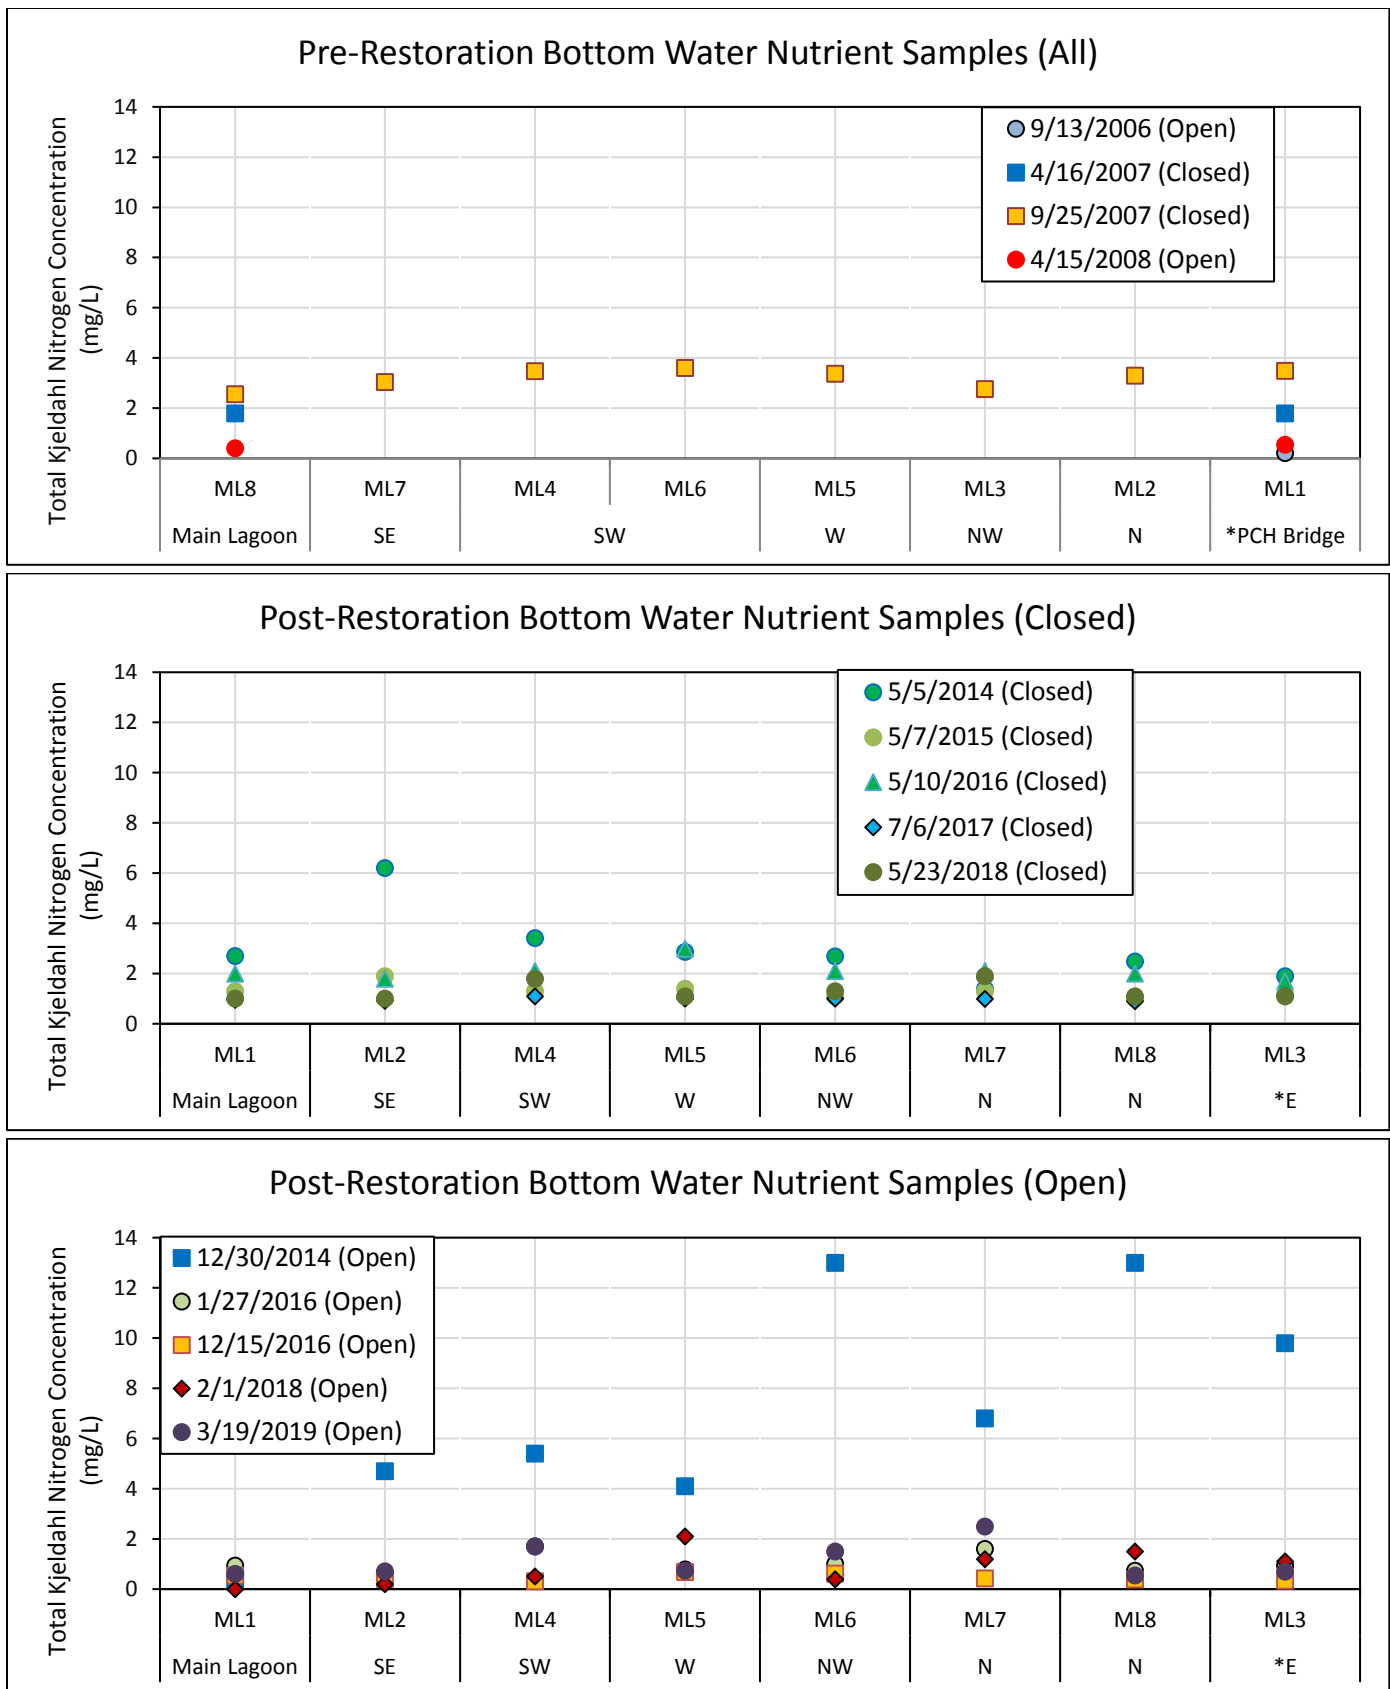 Pre-Restoration Bottom Water Nutrient Samples (All)
Total Kjeldahl Nitrogen Concentration
(mg/L)
14
12
10
8
6
4
2
0
9/13/2006 (Open)
4/16/2007 (Closed)
9/25/2007 (Closed)
4/15/2008 (Open)
ML8 ML7 ML4 ML6 ML5 ML3 ML2 ML1
Main Lagoon SE SW W NW N *PCH Bridge
Post-Restoration Bottom Water Nutrient Samples (Closed)
Total Kjeldahl Nitrogen Concentration
(mg/L)
14
12
10
8
6
4
2
0
5/5/2014 (Closed)
5/7/2015 (Closed)
5/10/2016 (Closed)
7/6/2017 (Closed)
5/23/2018 (Closed)
ML1 ML2 ML4 ML5 ML6 ML7 ML8 ML3
Main Lagoon SE SW W NW N N *E
Post-Restoration Bottom Water Nutrient Samples (Open)
Total Kjeldahl Nitrogen Concentration
(mg/L)
14
12
10
8
6
4
2
0
12/30/2014 (Open)
1/27/2016 (Open)
12/15/2016 (Open)
2/1/2018 (Open)
3/19/2019 (Open)
ML1 ML2 ML4 ML5 ML6 ML7 ML8 ML3
Main Lagoon SE SW W NW N N *E